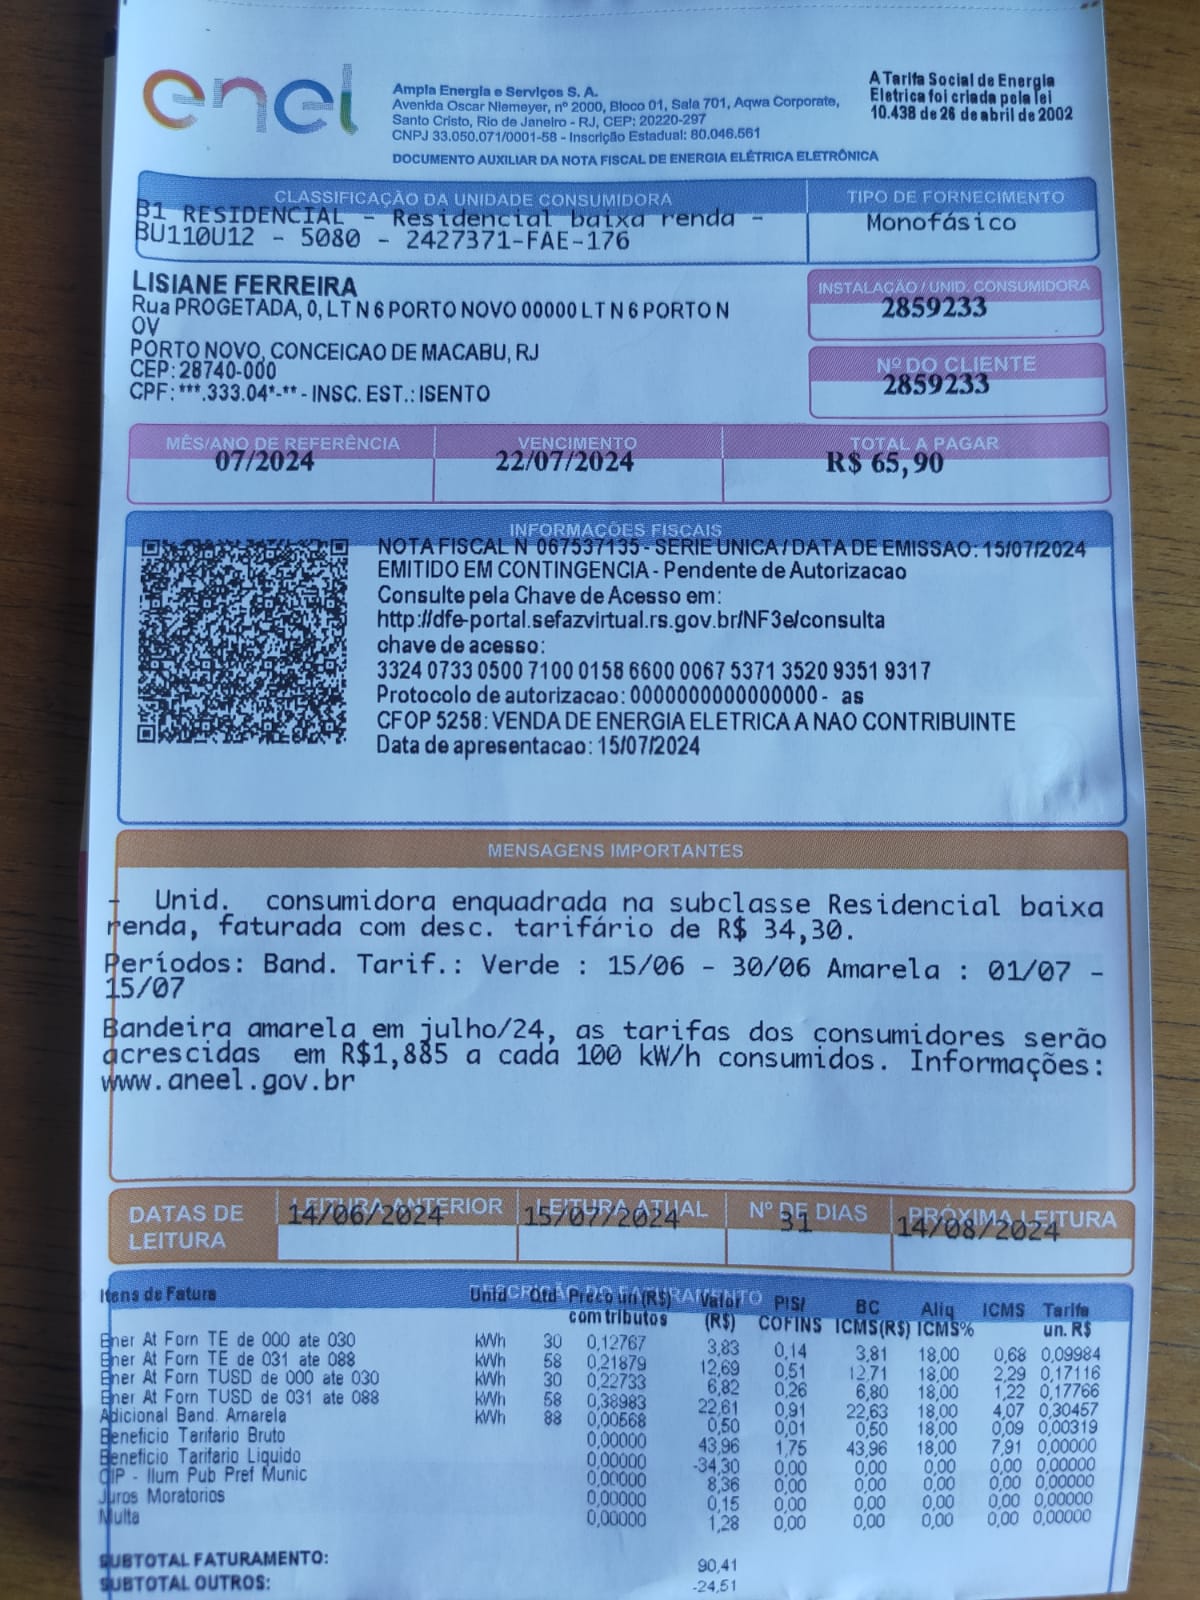 enel
Ampla Energia e Serviços S. A.
Avenida Oscar Niemeyer, nº 2000, Bloco 01, Sala 701, Aqwa Corporate,
Santo Cristo, Rio de Janeiro - RJ, CEP: 20220-297
CNPJ 33.050.071/0001-58 - Inscrição Estadual: 80.046.561
DOCUMENTO AUXILIAR DA NOTA FISCAL DE ENERGIA ELÉTRICA ELETRÔNICA
A Tarifa Social de Energia
Eletrica foi criada pela lei
10.438 de 26 de abril de 2002
CLASSIFICAÇÃO DA UNIDADE CONSUMIDORA
B1 RESIDENCIAL - Residencial baixa renda -
BU110U12 - 5080 - 2427371-FAE-176
TIPO DE FORNECIMENTO
Monofásico
LISIANE FERREIRA
Rua PROGETADA, 0, LT N 6 PORTO NOVO 00000 LT N 6 PORTO N
OV
PORTO NOVO, CONCEICAO DE MACABU, RJ
CEP: 28740-000
CPF: ***.333.04*-** - INSC. EST.: ISENTO
INSTALAÇÃO / UNID. CONSUMIDORA
2859233
Nº DO CLIENTE
2859233
MÊS/ANO DE REFERÊNCIA VENCIMENTO TOTAL A PAGAR
07/2024 22/07/2024 R$ 65,90
INFORMAÇÕES FISCAIS
NOTA FISCAL N 067537135 - SERIE UNICA / DATA DE EMISSAO: 15/07/2024
EMITIDO EM CONTINGENCIA - Pendente de Autorizacao
Consulte pela Chave de Acesso em:
http://dfe-portal.sefazvirtual.rs.gov.br/NF3e/consulta
chave de acesso:
3324 0733 0500 7100 0158 6600 0067 5371 3520 9351 9317
Protocolo de autorizacao: 0000000000000000 - as
CFOP 5258: VENDA DE ENERGIA ELETRICA A NAO CONTRIBUINTE
Data de apresentacao: 15/07/2024
MENSAGENS IMPORTANTES
- Unid. consumidora enquadrada na subclasse Residencial baixa
renda, faturada com desc. tarifário de R$ 34,30.
Períodos: Band. Tarif.: Verde : 15/06 - 30/06 Amarela : 01/07 -
15/07
Bandeira amarela em julho/24, as tarifas dos consumidores serão
acrescidas em R$1,885 a cada 100 kW/h consumidos. Informações:
www.aneel.gov.br
DATAS DE LEITURA
LEITURA ANTERIOR LEITURA ATUAL Nº DE DIAS PRÓXIMA LEITURA
14/06/2024 15/07/2024 31 14/08/2024
DESCRIÇÃO DO FATURAMENTO
Itens de Fatura Unid Qtd Preco un (R$) com tributos Valor (R$) PIS/ COFINS BC ICMS(R$) Aliq ICMS% ICMS Tarifa un. R$
Ener At Forn TE de 000 ate 030 kWh 30 0,12767 3,83 0,14 3,81 18,00 0,68 0,09984
Ener At Forn TE de 031 ate 088 kWh 58 0,21879 12,69 0,51 12,71 18,00 2,29 0,17116
Ener At Forn TUSD de 000 ate 030 kWh 30 0,22733 6,82 0,26 6,80 18,00 1,22 0,17766
Ener At Forn TUSD de 031 ate 088 kWh 58 0,38983 22,61 0,91 22,63 18,00 4,07 0,30457
Adicional Band. Amarela kWh 88 0,00568 0,50 0,01 0,50 18,00 0,09 0,00319
Beneficio Tarifario Bruto 0,00000 43,96 1,75 43,96 18,00 7,91 0,00000
Beneficio Tarifario Liquido 0,00000 -34,30 0,00 0,00 0,00 0,00 0,00000
CIP - Ilum Pub Pref Munic 0,00000 8,36 0,00 0,00 0,00 0,00 0,00000
Juros Moratorios 0,00000 0,15 0,00 0,00 0,00 0,00 0,00000
Multa 0,00000 1,28 0,00 0,00 0,00 0,00 0,00000
SUBTOTAL FATURAMENTO: 90,41
SUBTOTAL OUTROS: -24,51